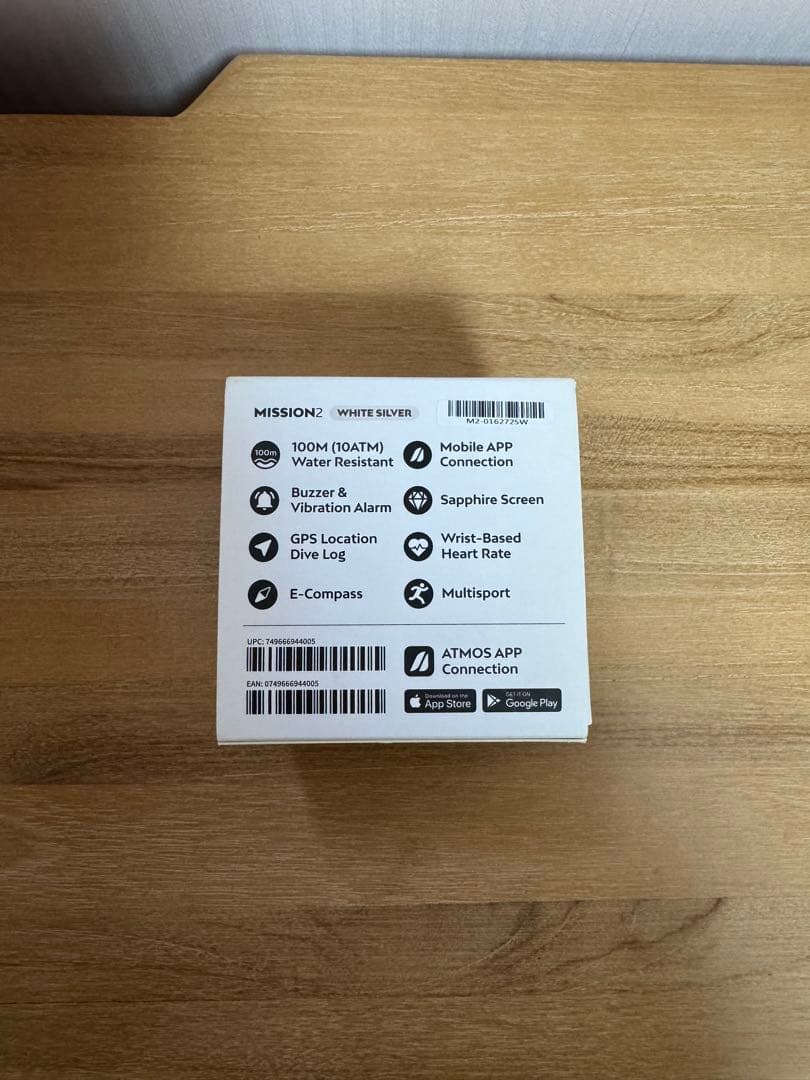 MISSION2 WHITE SILVER
M2-016272SW
100m
100M (10ATM)
Water Resistant
Mobile APP
Connection
Buzzer &
Vibration Alarm
Sapphire Screen
GPS Location
Dive Log
Wrist-Based
Heart Rate
E-Compass
Multisport
UPC: 749666944005
EAN: 0749666944005
ATMOS APP
Connection
Download on the
App Store
GET IT ON
Google Play